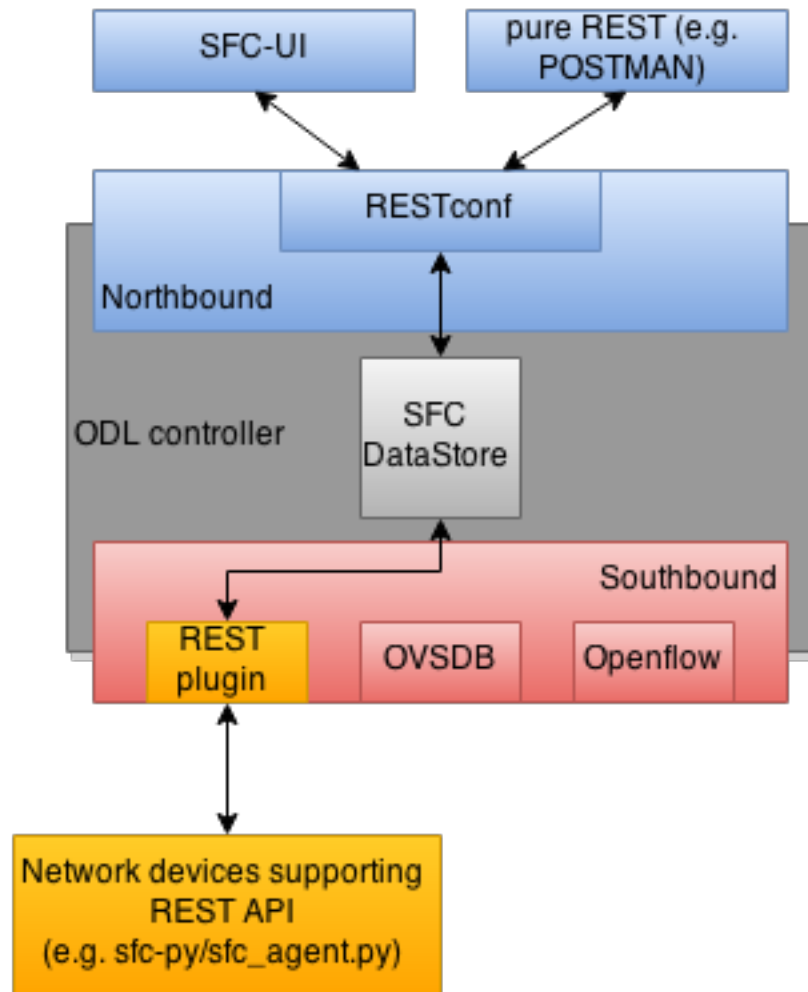 SFC-UI
pure REST (e.g.
POSTMAN)
RESTconf
Northbound
SFC
DataStore
ODL controller
Southbound
REST
plugin
OVSDB
Openflow
Network devices supporting
REST API
(e.g. sfc-py/sfc_agent.py)